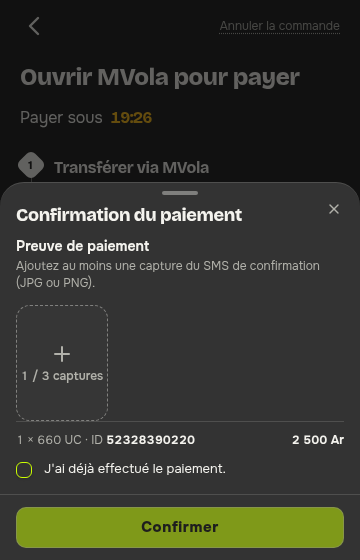 Annuler la commande
Ouvrir MVola pour payer
Payer sous 19:26
1 Transférer via MVola
Confirmation du paiement
Preuve de paiement
Ajoutez au moins une capture du SMS de confirmation
(JPG ou PNG).
1 / 3 captures
1 × 660 UC · ID 52328390220 2 500 Ar
J'ai déjà effectué le paiement.
Confirmer